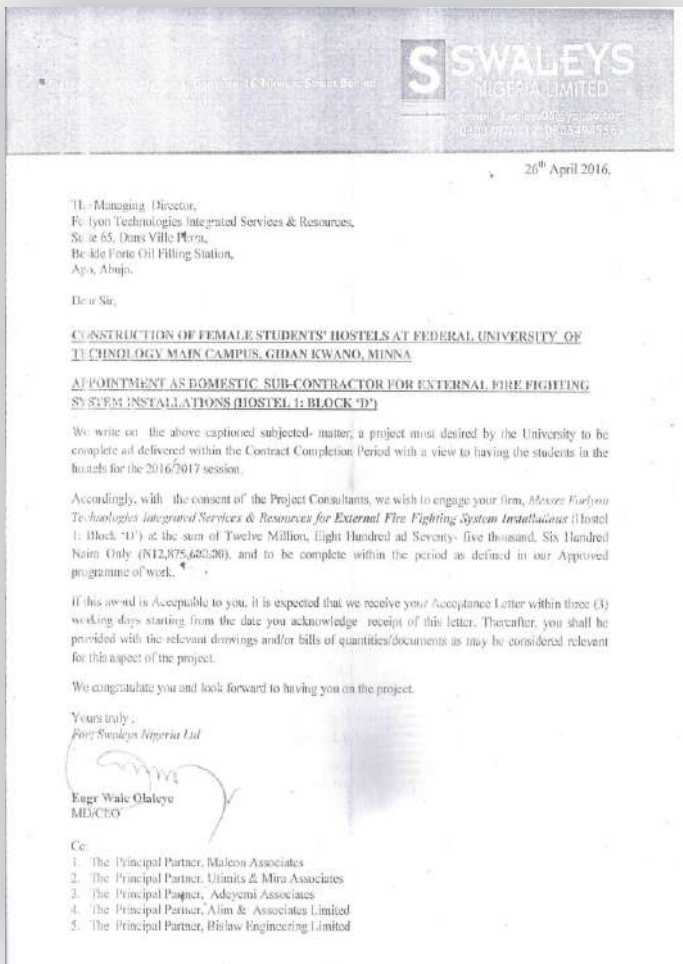 SWALEYS
NIGERIA LIMITED
26th April 2016.
The Managing Director,
Technologies Integrated Services & Resources,
Suite 65, Dans Ville Plaza,
Beside Forte Oil Filling Station,
Apo, Abuja.
Dear Sir,
CONSTRUCTION OF FEMALE STUDENTS' HOSTELS AT FEDERAL UNIVERSITY OF
TECHNOLOGY MAIN CAMPUS, GIDAN KWANO, MINNA
APPOINTMENT AS DOMESTIC SUB-CONTRACTOR FOR EXTERNAL FIRE FIGHTING
SYSTEM INSTALLATIONS (HOSTEL 1: BLOCK 'D')
We write on the above captioned subjected- matter, a project most desired by the University to be
complete ad delivered within the Contract Completion Period with a view to having the students in the
hostels for the 2016/2017 session.
Accordingly, with the consent of the Project Consultants, we wish to engage your firm, Messrs
Technologies Integrated Services & Resources for External Fire Fighting System Installations (Hostel
1: Block 'D') at the sum of Twelve Million, Eight Hundred ad Seventy- five thousand, Six Hundred
Naira Only (N12,875,600.00), and to be complete within the period as defined in our Approved
programme of work.
If this award is Acceptable to you, it is expected that we receive your Acceptance Letter within three (3)
working days starting from the date you acknowledge receipt of this letter. Thereafter, you shall be
provided with the relevant drawings and/or bills of quantities/documents as may be considered relevant
for this aspect of the project.
We congratulate you and look forward to having you on the project.
Yours truly,
For: Swaleys Nigeria Ltd
Engr Wale Olaleye
MD/CEO
Cc:
1. The Principal Partner, Malcon Associates
2. The Principal Partner, Utimits & Mira Associates
3. The Principal Partner, Adeyemi Associates
4. The Principal Partner, Alim & Associates Limited
5. The Principal Partner, Bislaw Engineering Limited